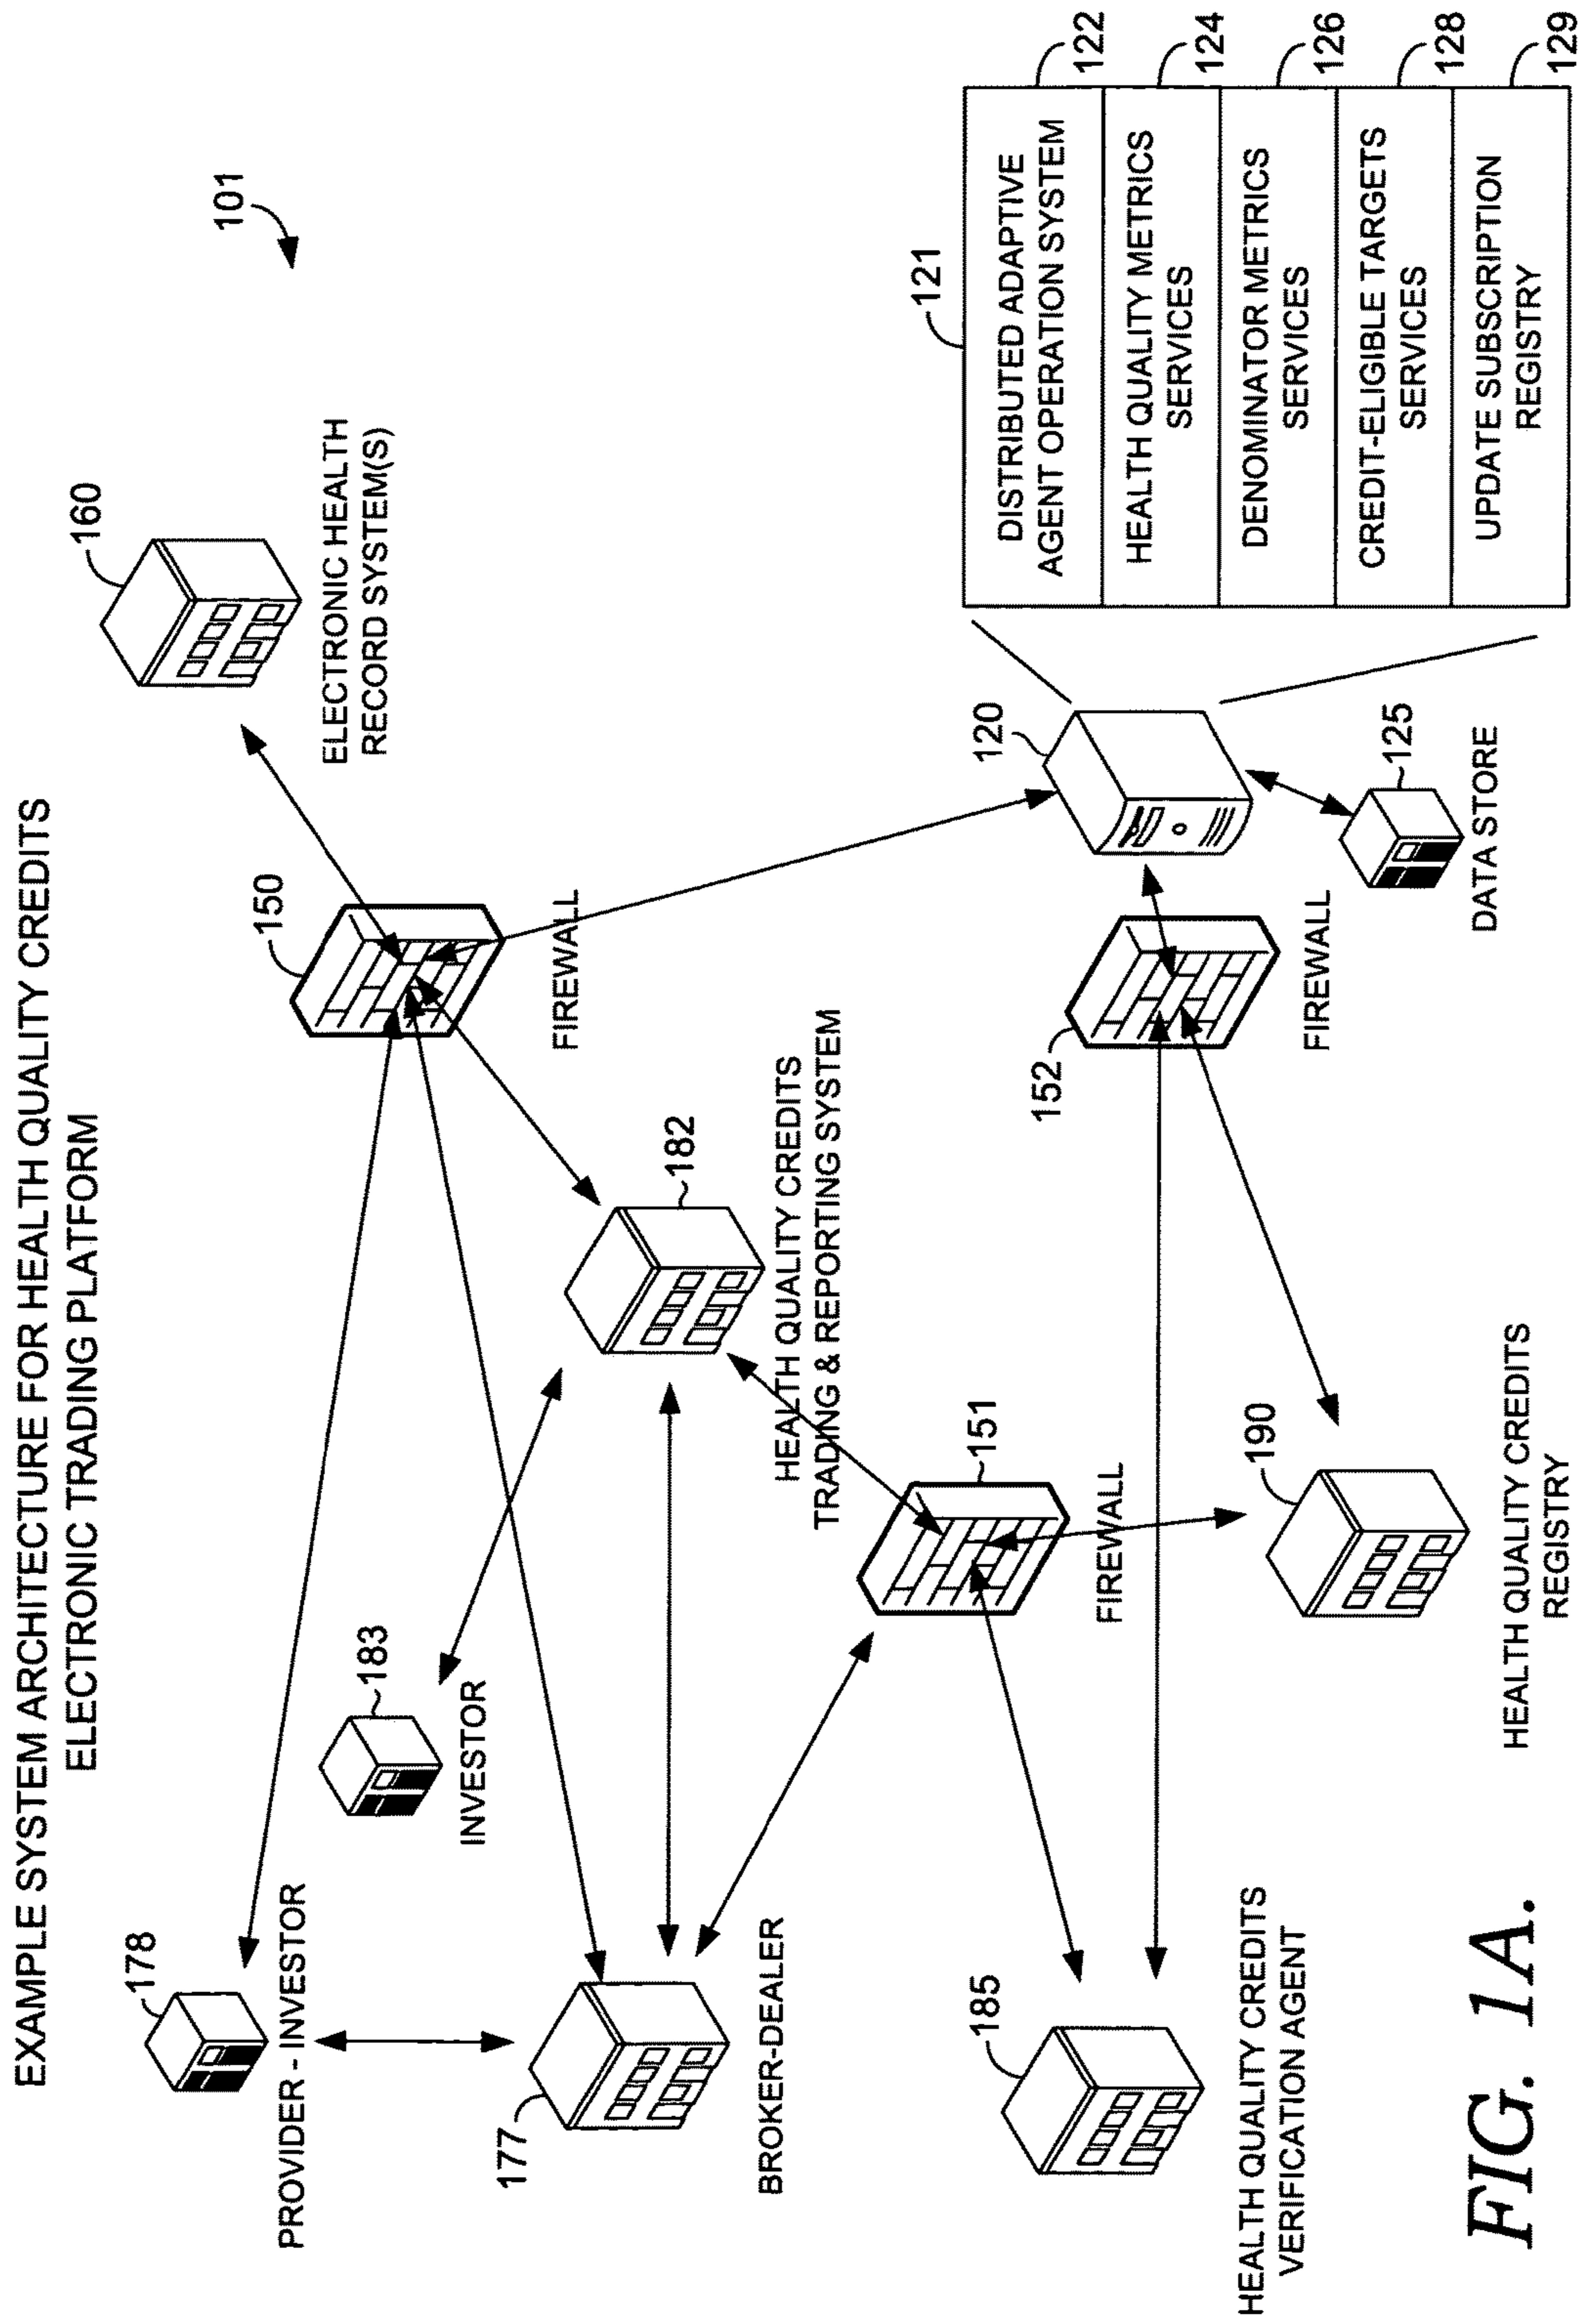 EXAMPLE SYSTEM ARCHITECTURE FOR HEALTH QUALITY CREDITS
ELECTRONIC TRADING PLATFORM
101
178
PROVIDER - INVESTOR
183
INVESTOR
150
FIREWALL
160
ELECTRONIC HEALTH
RECORD SYSTEM(S)
177
BROKER-DEALER
182
HEALTH QUALITY CREDITS
TRADING & REPORTING SYSTEM
151
FIREWALL
185
HEALTH QUALITY CREDITS
VERIFICATION AGENT
190
HEALTH QUALITY CREDITS
REGISTRY
152
FIREWALL
120
125
DATA STORE
121
DISTRIBUTED ADAPTIVE
AGENT OPERATION SYSTEM
122
HEALTH QUALITY METRICS
SERVICES
124
DENOMINATOR METRICS
SERVICES
126
CREDIT-ELIGIBLE TARGETS
SERVICES
128
UPDATE SUBSCRIPTION
REGISTRY
129
FIG. 1A.